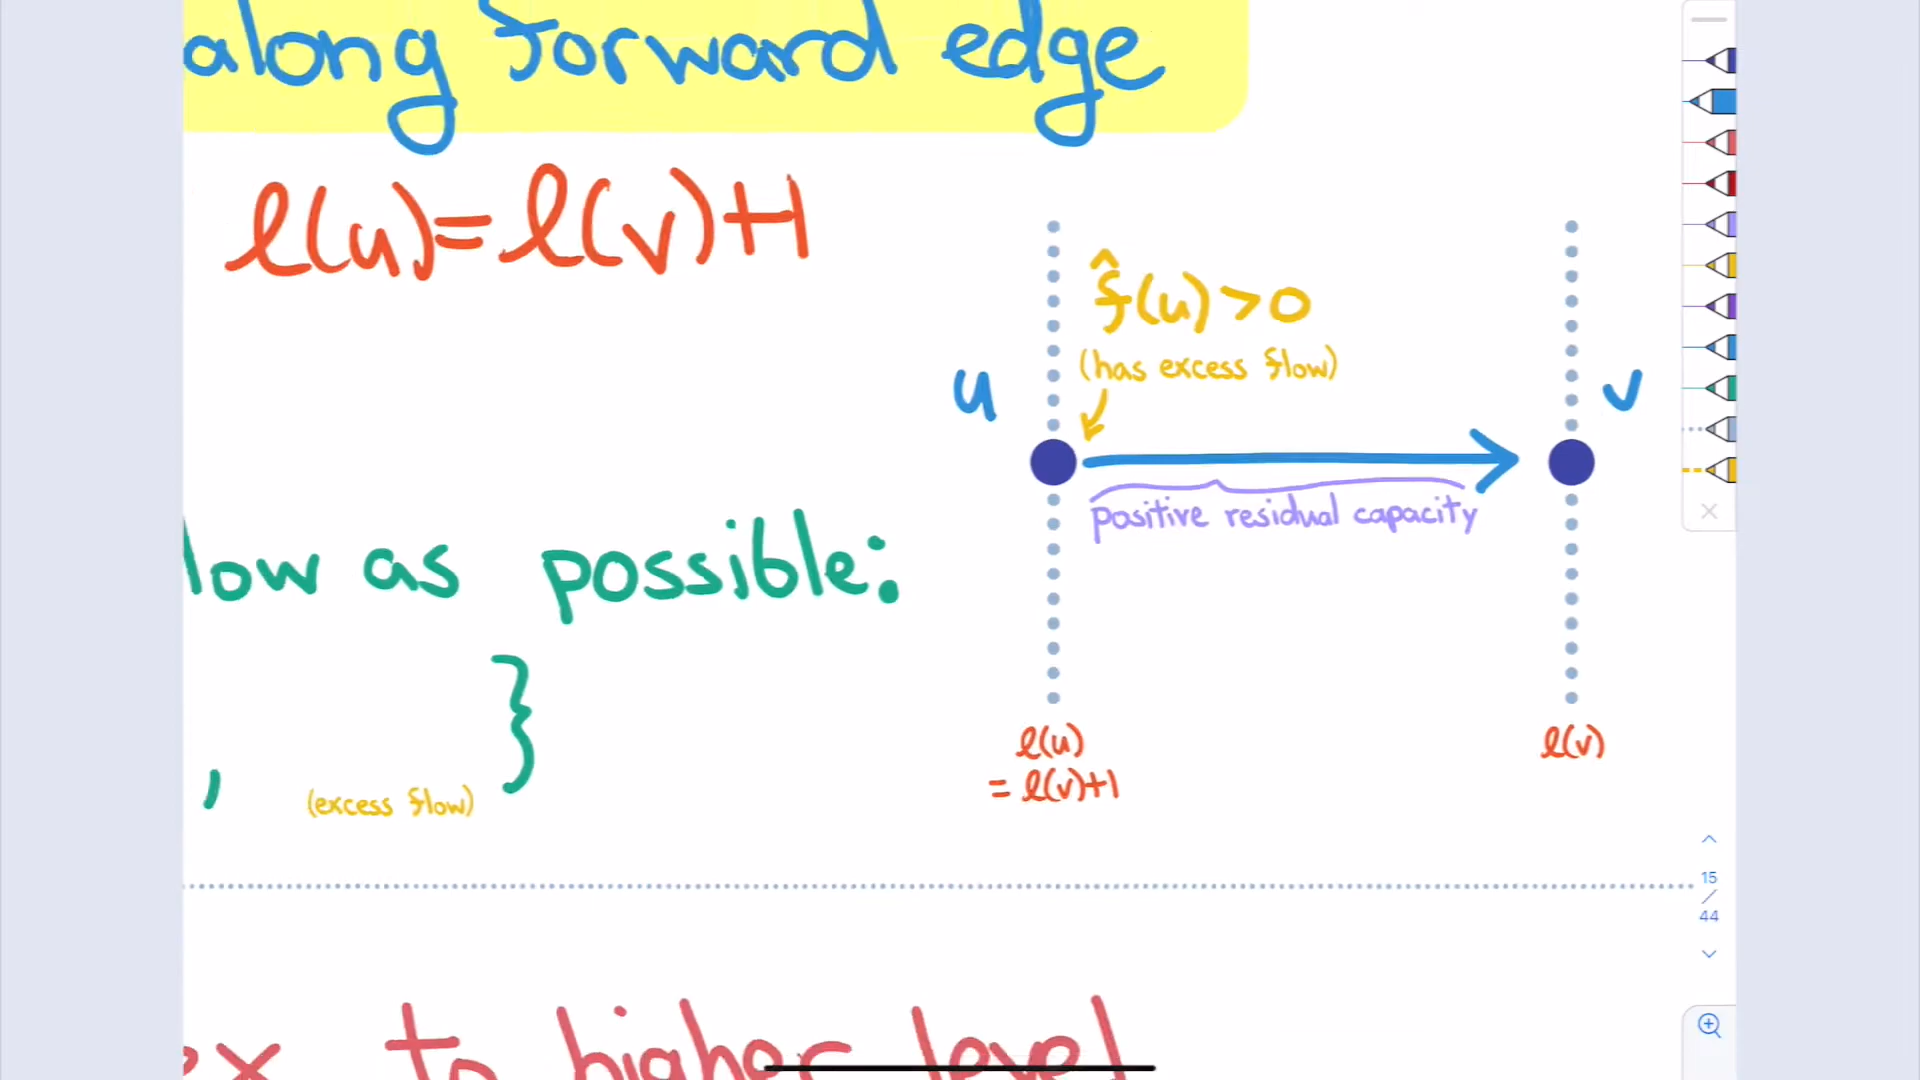 along forward edge
l(u)=l(v)+1
f̂(u)>0
(has excess flow)
u
v
positive residual capacity
low as possible:
}
,
(excess flow)
l(u)
= l(v)+1
l(v)
15
/
44
to higher level